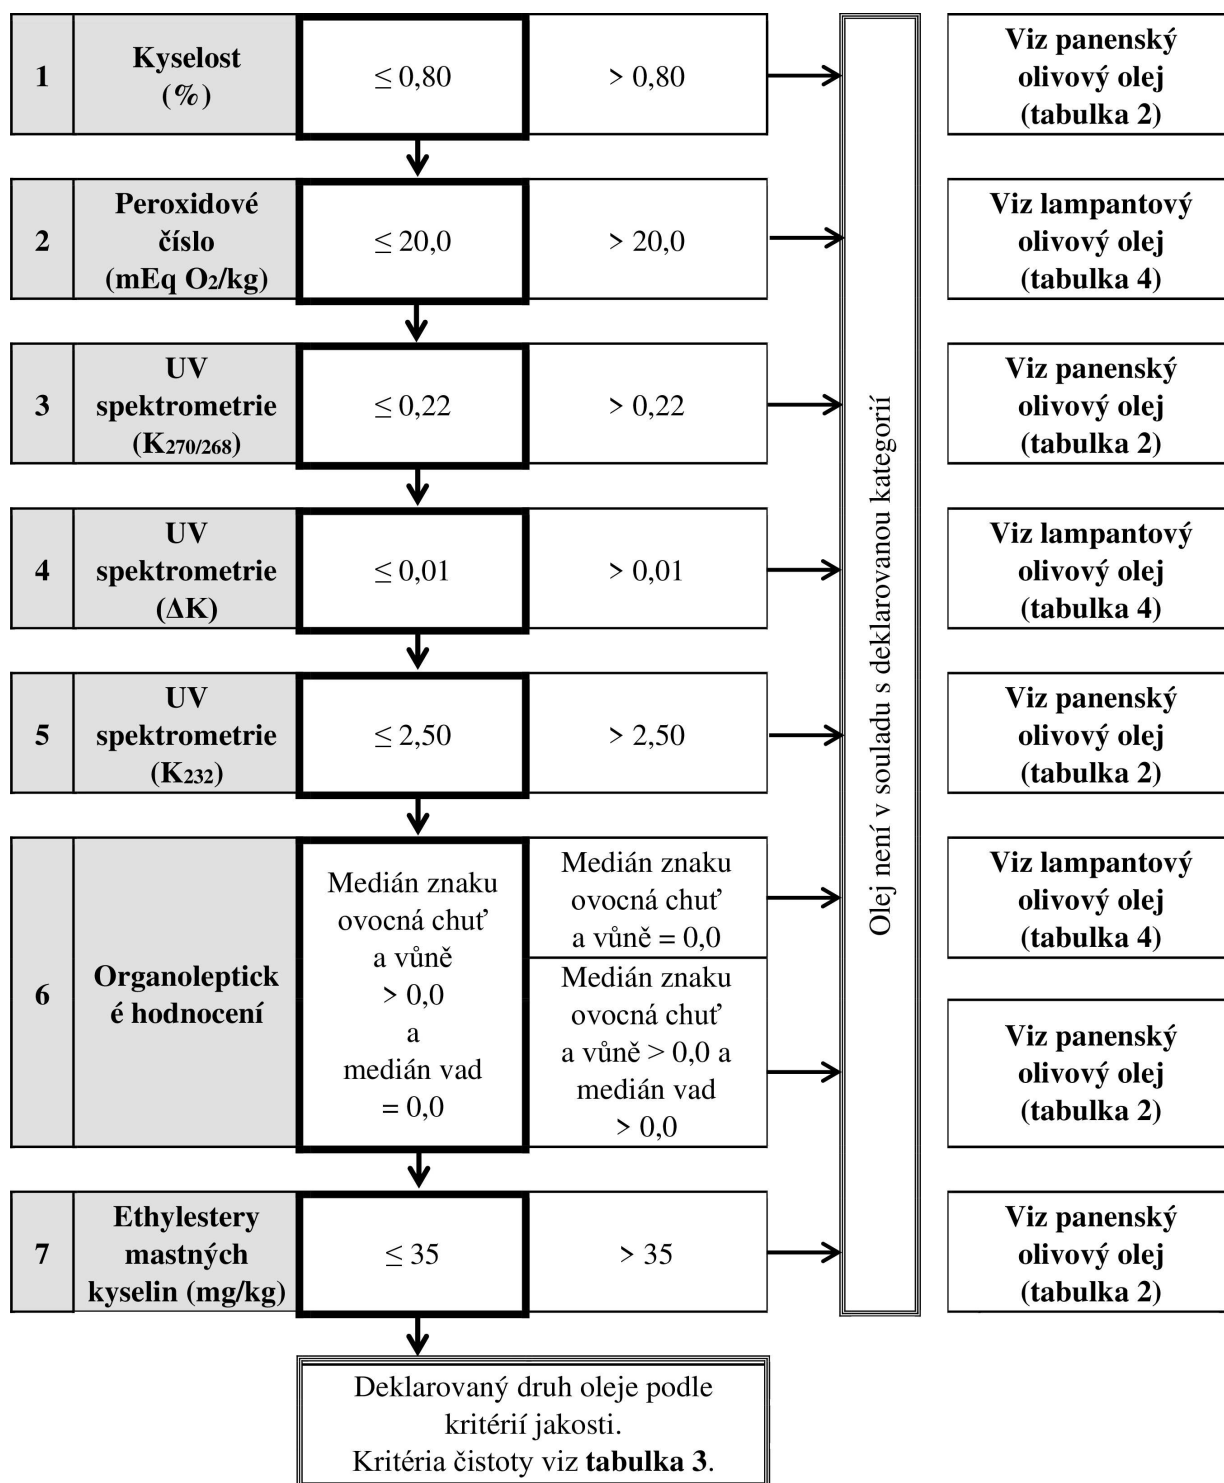 1
Kyselost
(%)
≤ 0,80
> 0,80
Viz panenský
olivový olej
(tabulka 2)
2
Peroxidové
číslo
(mEq O₂/kg)
≤ 20,0
> 20,0
Viz lampantový
olivový olej
(tabulka 4)
3
UV
spektrometrie
(K₂₇₀/₂₆₈)
≤ 0,22
> 0,22
Viz panenský
olivový olej
(tabulka 2)
4
UV
spektrometrie
(ΔK)
≤ 0,01
> 0,01
Viz lampantový
olivový olej
(tabulka 4)
5
UV
spektrometrie
(K₂₃₂)
≤ 2,50
> 2,50
Viz panenský
olivový olej
(tabulka 2)
6
Organoleptick
é hodnocení
Medián znaku
ovocná chuť
a vůně
> 0,0
a
medián vad
= 0,0
Medián znaku
ovocná chuť
a vůně = 0,0
Viz lampantový
olivový olej
(tabulka 4)
Medián znaku
ovocná chuť
a vůně > 0,0 a
medián vad
> 0,0
Viz panenský
olivový olej
(tabulka 2)
7
Ethylestery
mastných
kyselin (mg/kg)
≤ 35
> 35
Viz panenský
olivový olej
(tabulka 2)
Olej není v souladu s deklarovanou kategorií
Deklarovaný druh oleje podle
kritérií jakosti.
Kritéria čistoty viz tabulka 3.